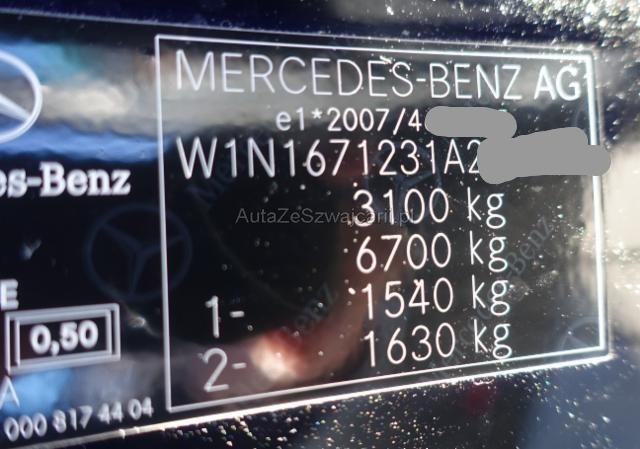 MERCEDES-BENZ AG
e1*2007/4
W1N1671231A2
3100 kg
6700 kg
1- 1540 kg
2- 1630 kg
es-Benz
E
0,50
A
000 817 44 04
AutaZeSzwajcarii.pl